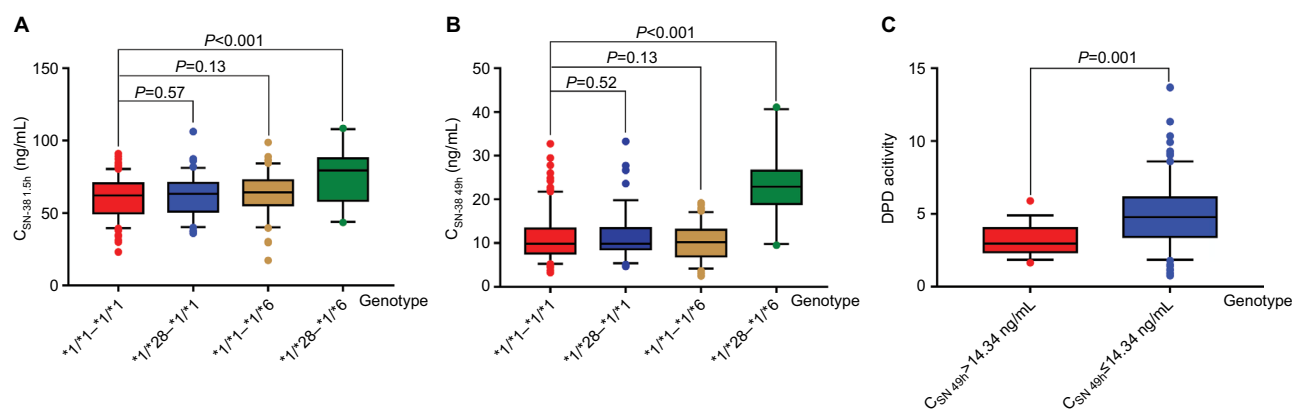 A
P<0.001
P=0.13
P=0.57
C SN-38 1.5h (ng/mL)
150
100
50
0
*1/*1–*1/*1
*1/*28–*1/*1
*1/*1–*1/*6
*1/*28–*1/*6
Genotype
B
P<0.001
P=0.13
P=0.52
C SN-38 49h (ng/mL)
50
40
30
20
10
0
*1/*1–*1/*1
*1/*28–*1/*1
*1/*1–*1/*6
*1/*28–*1/*6
Genotype
C
P=0.001
DPD acitivity
15
10
5
0
C SN 49h>14.34 ng/mL
C SN 49h≤14.34 ng/mL
Genotype